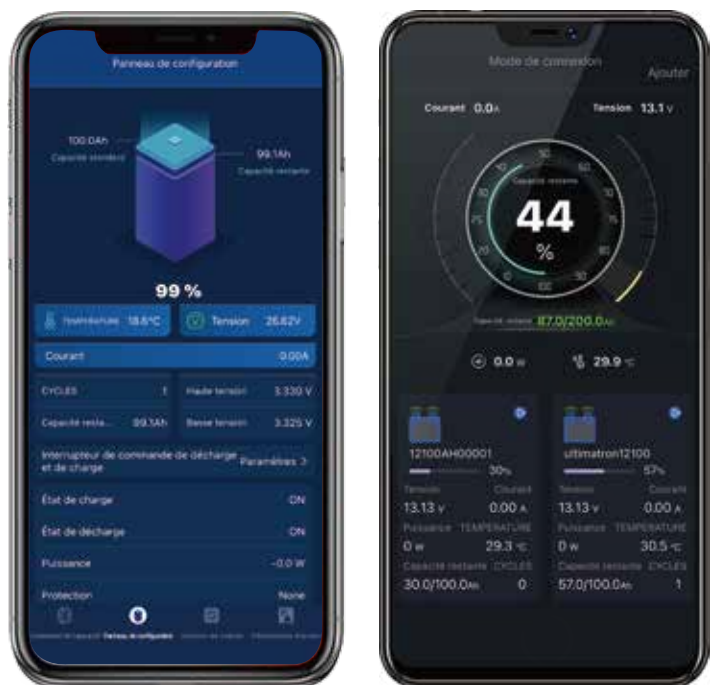 Panneau de configuration
100.0Ah
Capacité standard
99.1Ah
Capacité restante
99 %
TEMPERATURE 18.6°C
Tension 26.62V
Courant 0.00A
CYCLES 1
Haute tension 3.330 V
Capacité resta... 99.1Ah
Basse tension 3.325 V
Interrupteur de commande de décharge
et de charge
Paramètres >
État de charge ON
État de décharge ON
Puissance -0.0 W
Protection None
Panneau de configuration
Mode de connexion
Ajouter
Courant 0.0A
Tension 13.1 V
Capacité restante
44
%
Capacité restante 87.0/200.0Ah
0.0 W
29.9 °C
12100AH00001
30%
Tension Courant
13.13 V 0.00 A
Puissance TEMPERATURE
0 W 29.3 °C
Capacité restante CYCLES
30.0/100.0Ah 0
ultimatron12100
57%
Tension Courant
13.13 V 0.00 A
Puissance TEMPERATURE
0 W 30.5 °C
Capacité restante CYCLES
57.0/100.0Ah 1